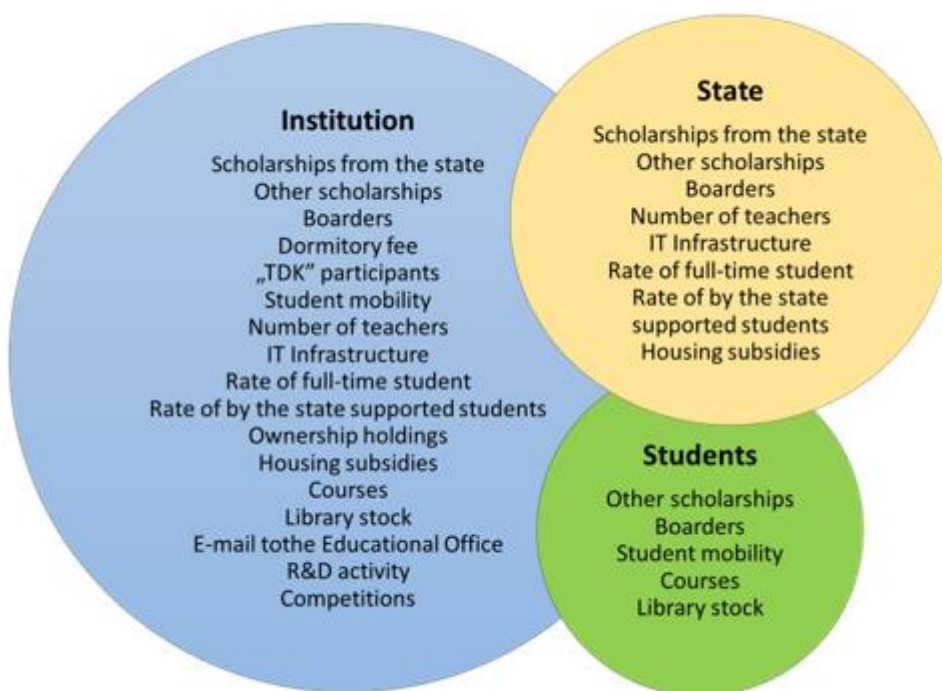 Institution
Scholarships from the state
Other scholarships
Boarders
Dormitory fee
„TDK” participants
Student mobility
Number of teachers
IT Infrastructure
Rate of full-time student
Rate of by the state supported students
Ownership holdings
Housing subsidies
Courses
Library stock
E-mail tothe Educational Office
R&D activity
Competitions
State
Scholarships from the state
Other scholarships
Boarders
Number of teachers
IT Infrastructure
Rate of full-time student
Rate of by the state
supported students
Housing subsidies
Students
Other scholarships
Boarders
Student mobility
Courses
Library stock